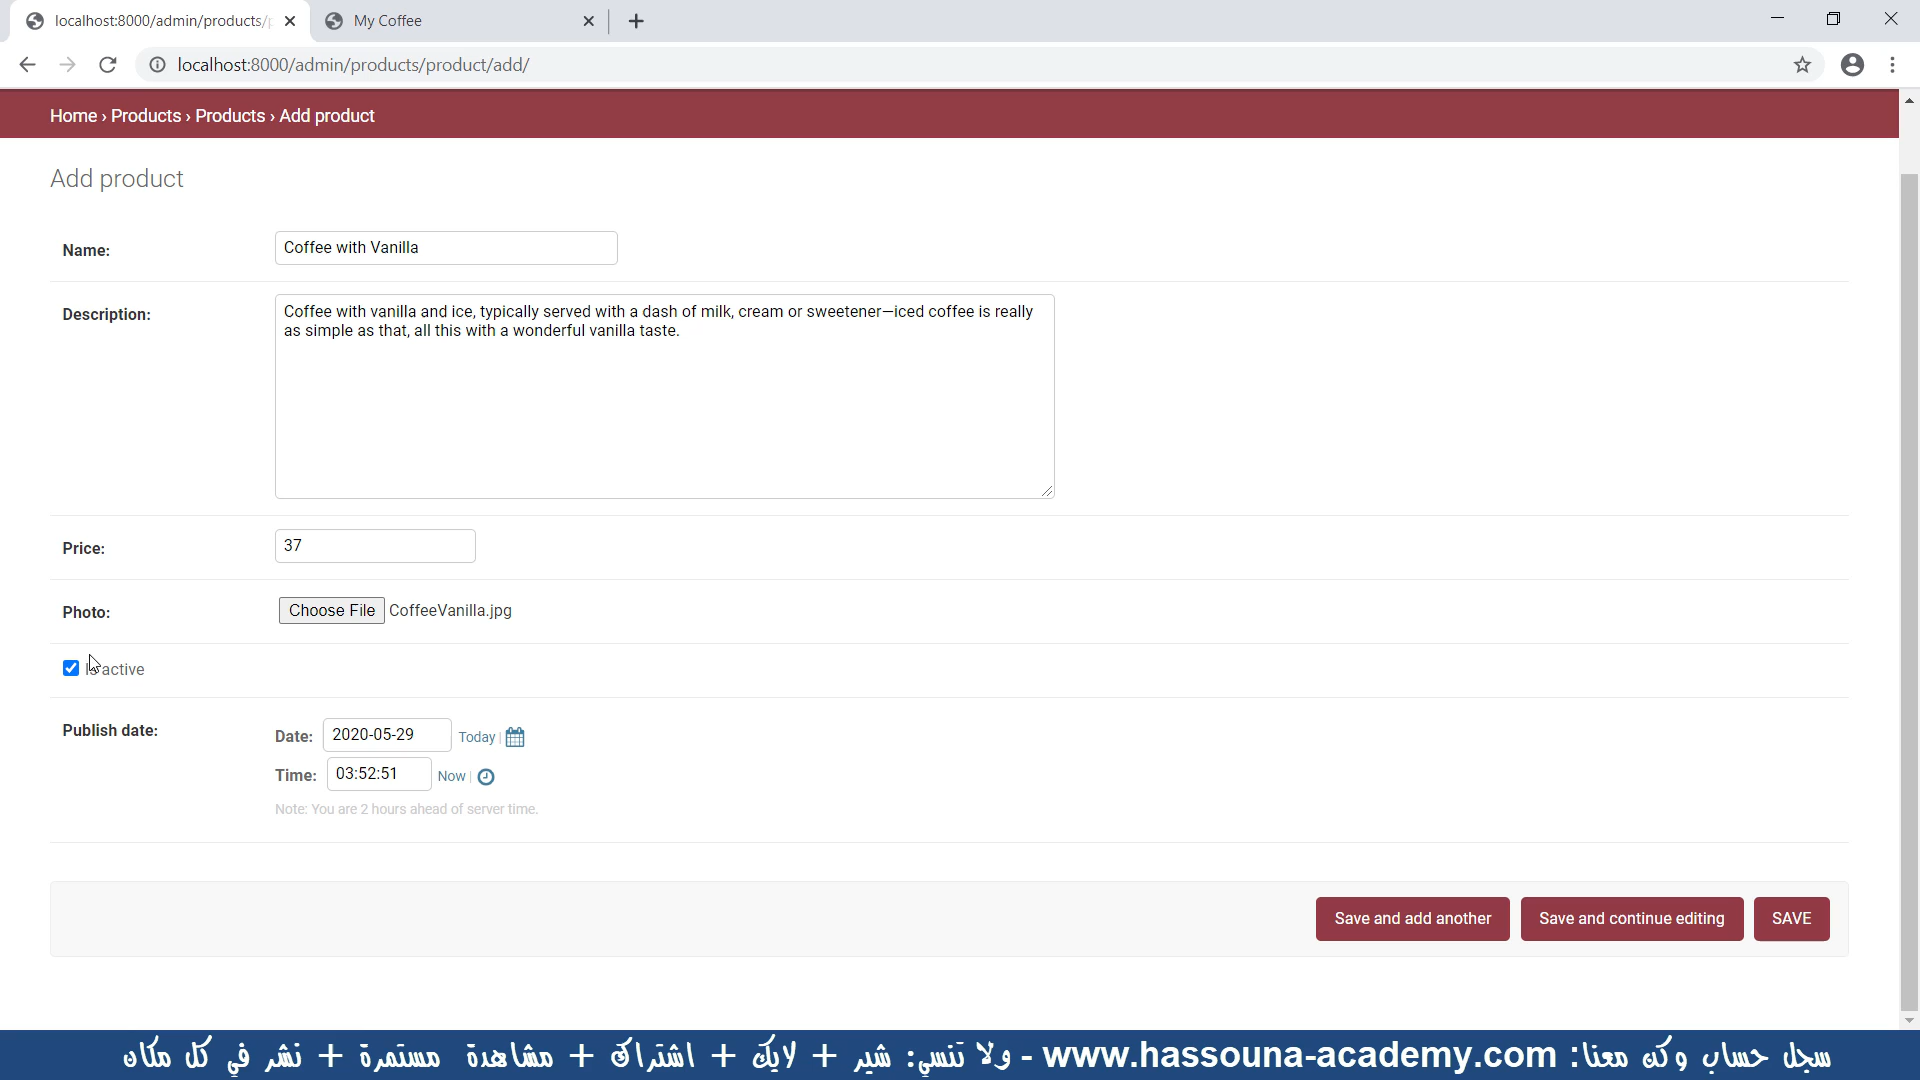 localhost:8000/admin/products/p
My Coffee
localhost:8000/admin/products/product/add/
Home › Products › Products › Add product
Add product
Name: Coffee with Vanilla
Description: Coffee with vanilla and ice, typically served with a dash of milk, cream or sweetener—iced coffee is really
as simple as that, all this with a wonderful vanilla taste.
Price: 37
Photo: Choose File CoffeeVanilla.jpg
Is active
Publish date: Date: 2020-05-29 Today |
Time: 03:52:51 Now |
Note: You are 2 hours ahead of server time.
Save and add another Save and continue editing SAVE
سجل حساب وكن معنا: www.hassouna-academy.com - ولا تنسى: شير + لايك + اشتراك + مشاهدة مستمرة + نشر في كل مكان